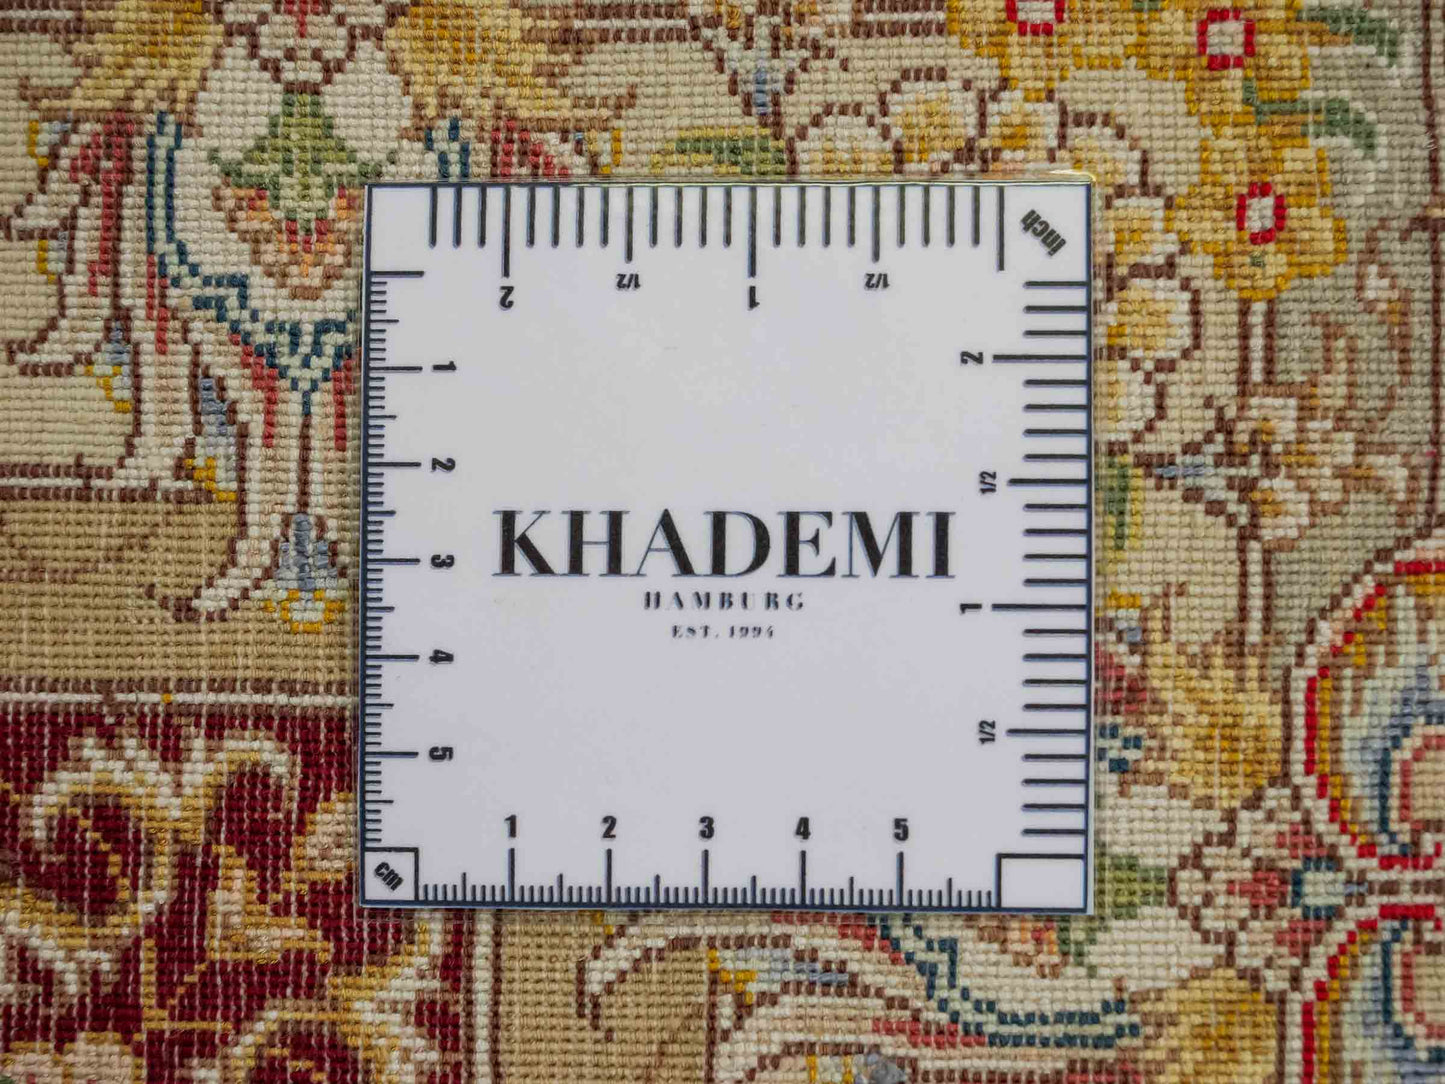 Inch
2 1/2 1 1/2
1
2
3
4
5
2
1/2
1
1/2
KHADEMI
HAMBURG
EST. 1994
1 2 3 4 5
cm